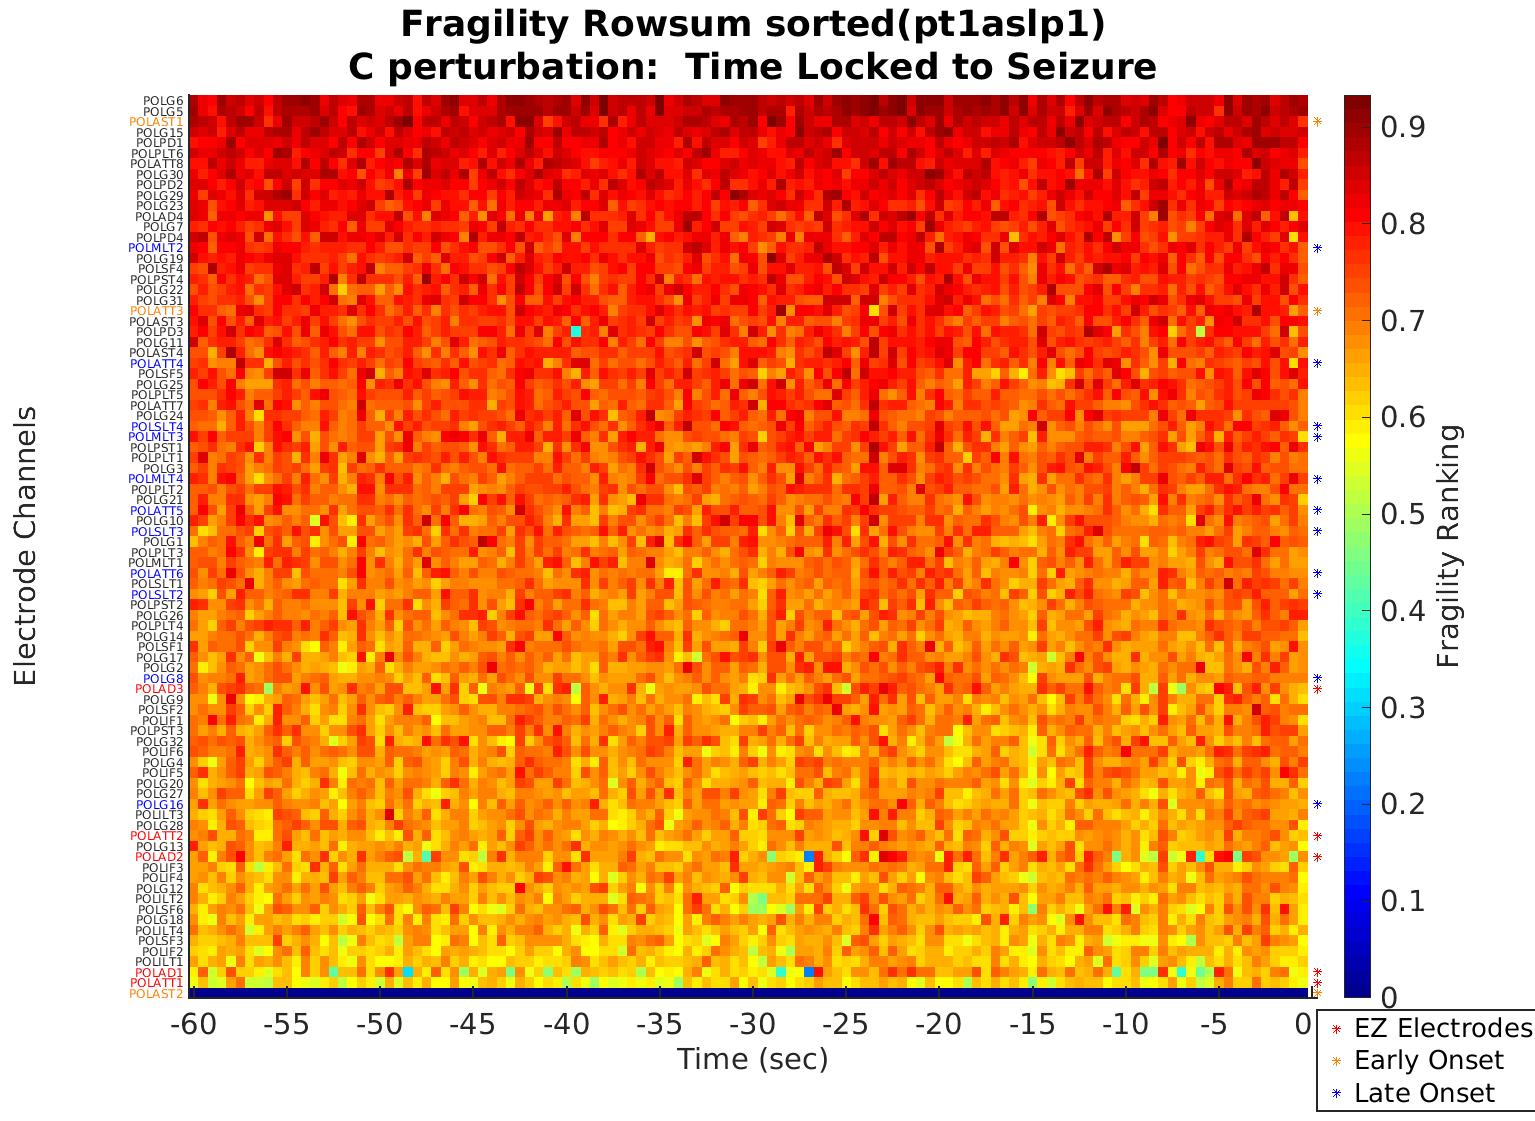 Fragility Rowsum sorted(pt1aslp1)
C perturbation:  Time Locked to Seizure
Electrode Channels
POLG6
POLG5
POLAST1
POLG15
POLPD1
POLPLT6
POLATT8
POLG30
POLPD2
POLG29
POLG23
POLAD4
POLG7
POLPD4
POLMLT2
POLG19
POLSF4
POLPST4
POLG22
POLG31
POLATT3
POLAST3
POLPD3
POLG11
POLAST4
POLATT4
POLSF5
POLG25
POLPLT5
POLATT7
POLG24
POLSLT4
POLMLT3
POLPST1
POLPLT1
POLG3
POLMLT4
POLPLT2
POLG21
POLATT5
POLG10
POLSLT3
POLG1
POLPLT3
POLMLT1
POLATT6
POLSLT1
POLSLT2
POLPST2
POLG26
POLPLT4
POLG14
POLSF1
POLG17
POLG2
POLG8
POLAD3
POLG9
POLSF2
POLIF1
POLPST3
POLG32
POLIF6
POLG4
POLIF5
POLG20
POLG27
POLG16
POLILT3
POLG28
POLATT2
POLG13
POLAD2
POLIF3
POLIF4
POLG12
POLILT2
POLSF6
POLG18
POLILT4
POLSF3
POLIF2
POLILT1
POLAD1
POLATT1
POLAST2
-60 -55 -50 -45 -40 -35 -30 -25 -20 -15 -10 -5 0
Time (sec)
0.9
0.8
0.7
0.6
0.5
0.4
0.3
0.2
0.1
0
Fragility Ranking
EZ Electrodes
Early Onset
Late Onset